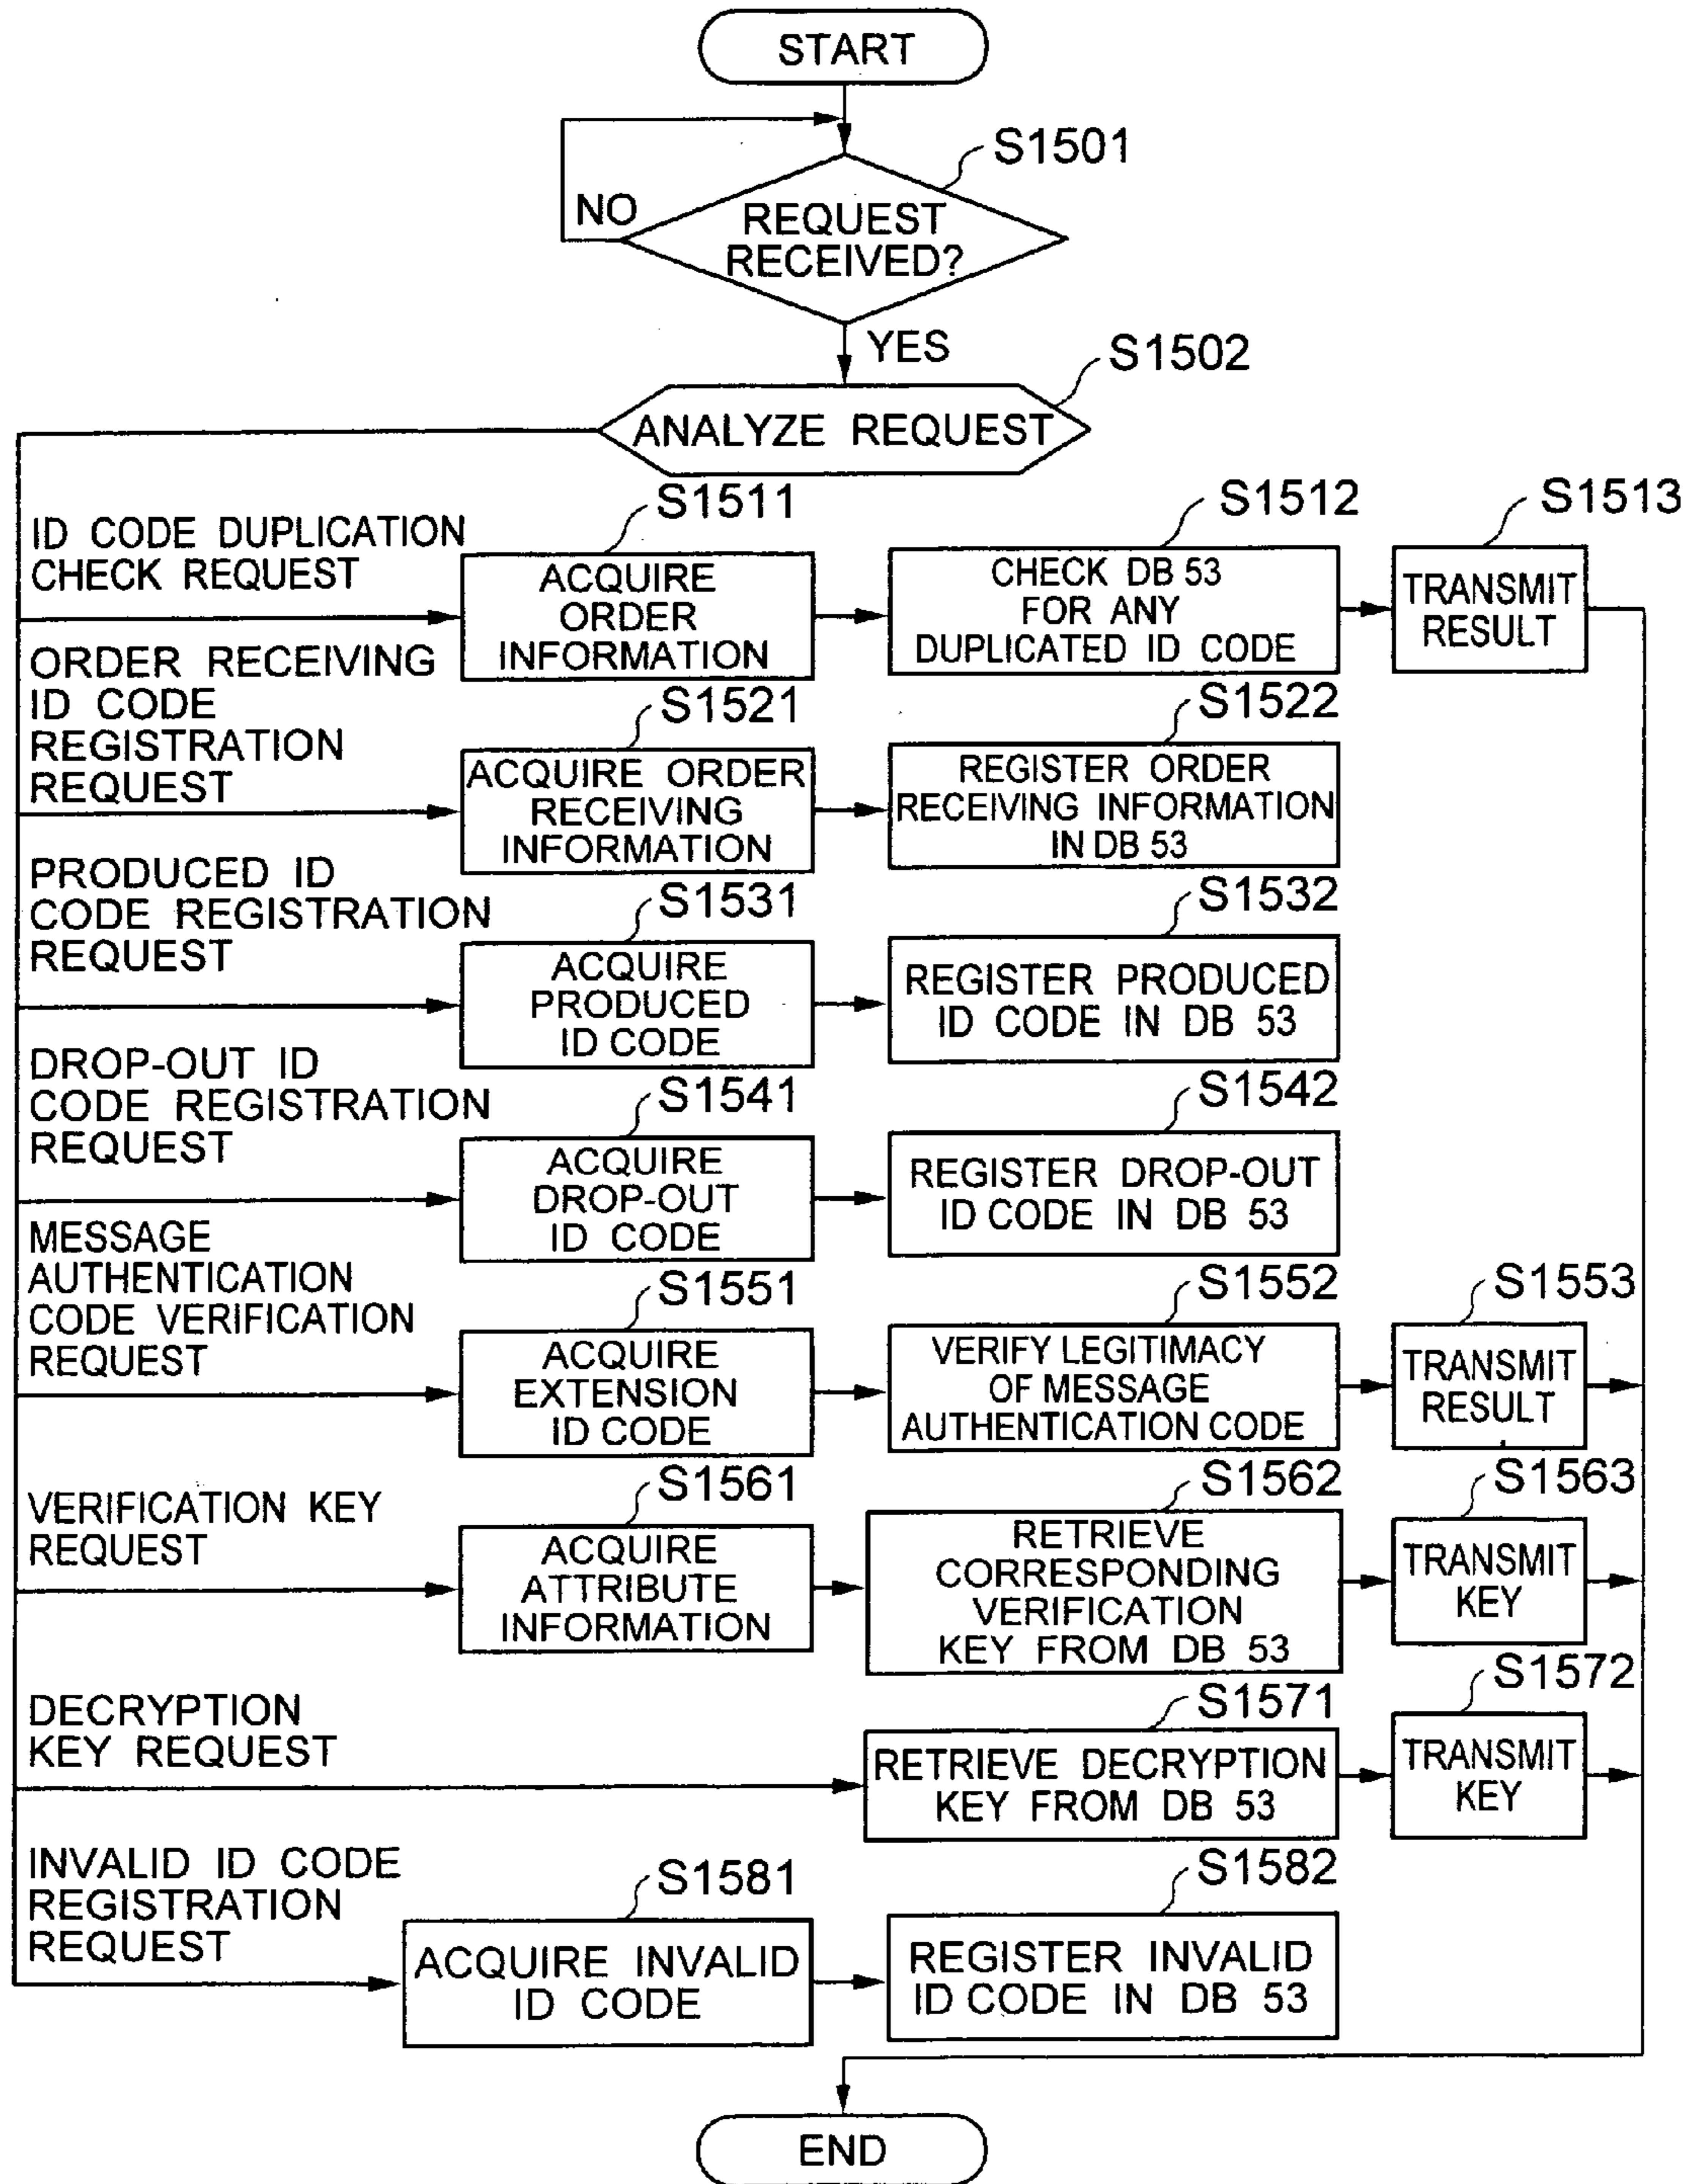 START
S1501
NO
REQUEST
RECEIVED?
YES
S1502
ANALYZE REQUEST
ID CODE DUPLICATION
CHECK REQUEST
S1511
ACQUIRE
ORDER
INFORMATION
S1512
CHECK DB 53
FOR ANY
DUPLICATED ID CODE
S1513
TRANSMIT
RESULT
ORDER RECEIVING
ID CODE
REGISTRATION
REQUEST
S1521
ACQUIRE ORDER
RECEIVING
INFORMATION
S1522
REGISTER ORDER
RECEIVING INFORMATION
IN DB 53
PRODUCED ID
CODE REGISTRATION
REQUEST
S1531
ACQUIRE
PRODUCED
ID CODE
S1532
REGISTER PRODUCED
ID CODE IN DB 53
DROP-OUT ID
CODE REGISTRATION
REQUEST
S1541
ACQUIRE
DROP-OUT
ID CODE
S1542
REGISTER DROP-OUT
ID CODE IN DB 53
MESSAGE
AUTHENTICATION
CODE VERIFICATION
REQUEST
S1551
ACQUIRE
EXTENSION
ID CODE
S1552
VERIFY LEGITIMACY
OF MESSAGE
AUTHENTICATION CODE
S1553
TRANSMIT
RESULT
VERIFICATION KEY
REQUEST
S1561
ACQUIRE
ATTRIBUTE
INFORMATION
S1562
RETRIEVE
CORRESPONDING
VERIFICATION
KEY FROM DB 53
S1563
TRANSMIT
KEY
DECRYPTION
KEY REQUEST
S1571
RETRIEVE DECRYPTION
KEY FROM DB 53
S1572
TRANSMIT
KEY
INVALID ID CODE
REGISTRATION
REQUEST
S1581
ACQUIRE INVALID
ID CODE
S1582
REGISTER INVALID
ID CODE IN DB 53
END